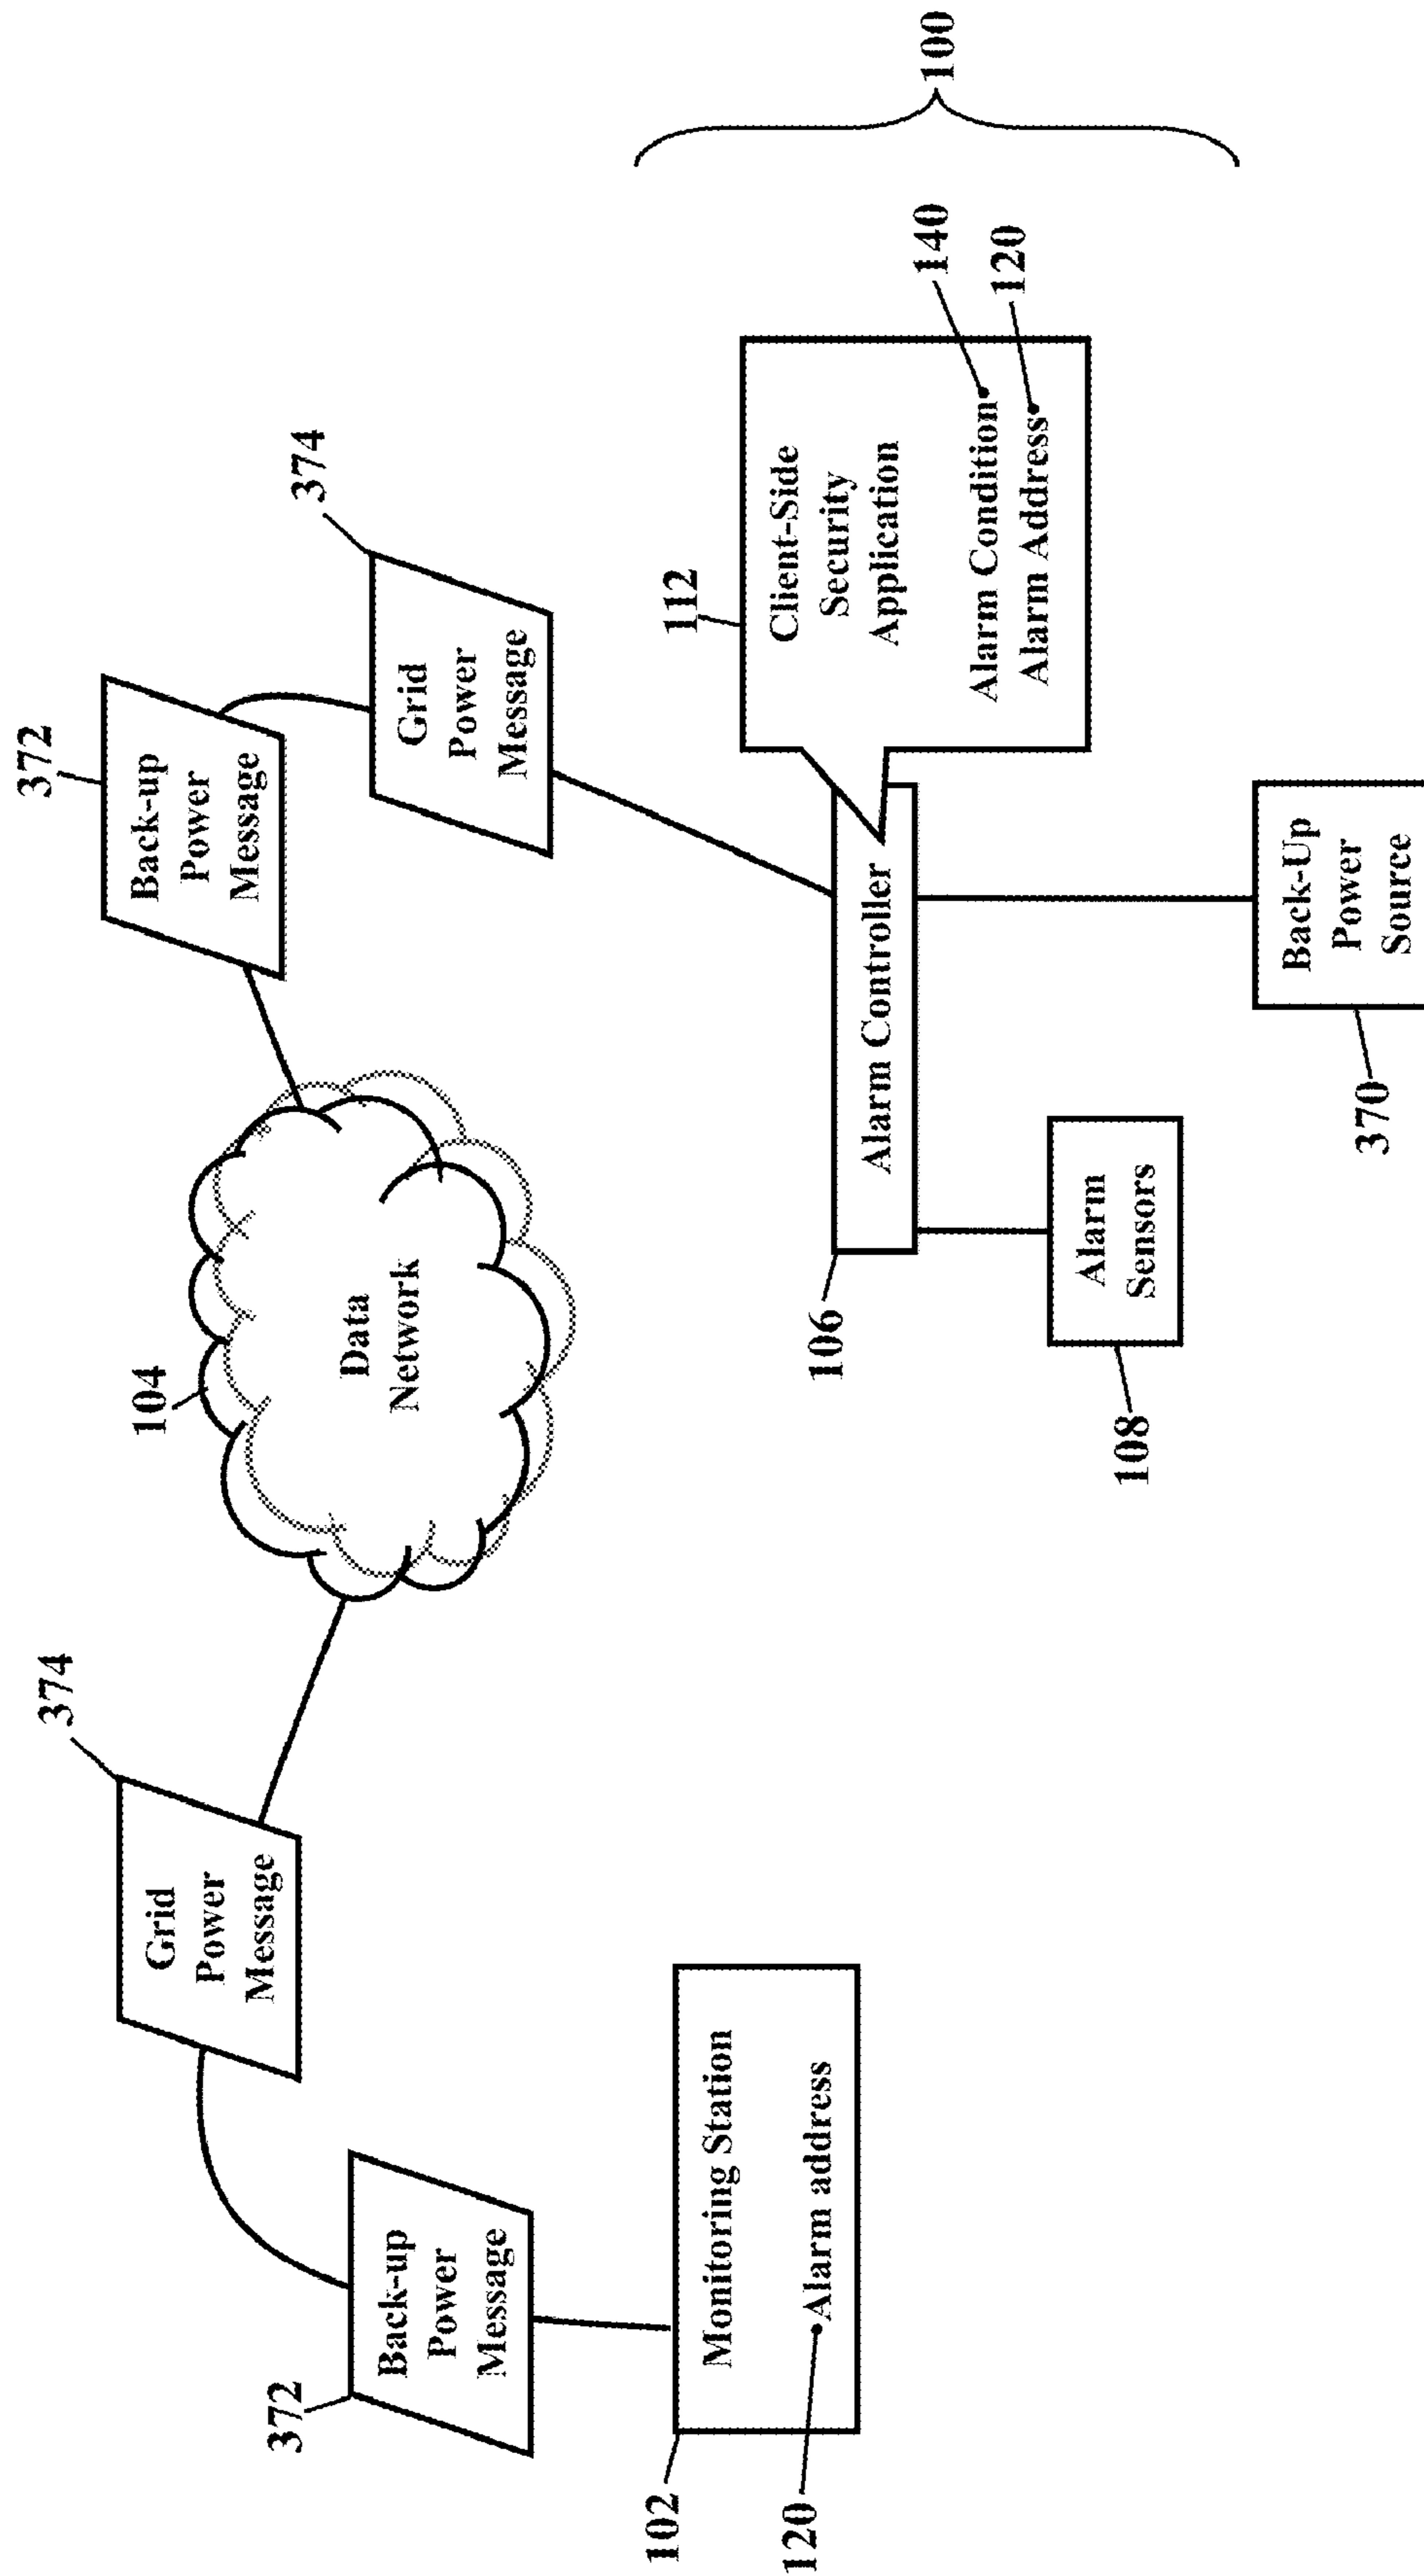 374
Grid
Power
Message
372
Back-up
Power
Message
102
Monitoring Station
120
Alarm address
104
Data
Network
372
Back-up
Power
Message
374
Grid
Power
Message
106
Alarm Controller
112
Client-Side
Security
Application
Alarm Condition
140
Alarm Address
120
100
108
Alarm
Sensors
370
Back-Up
Power
Source